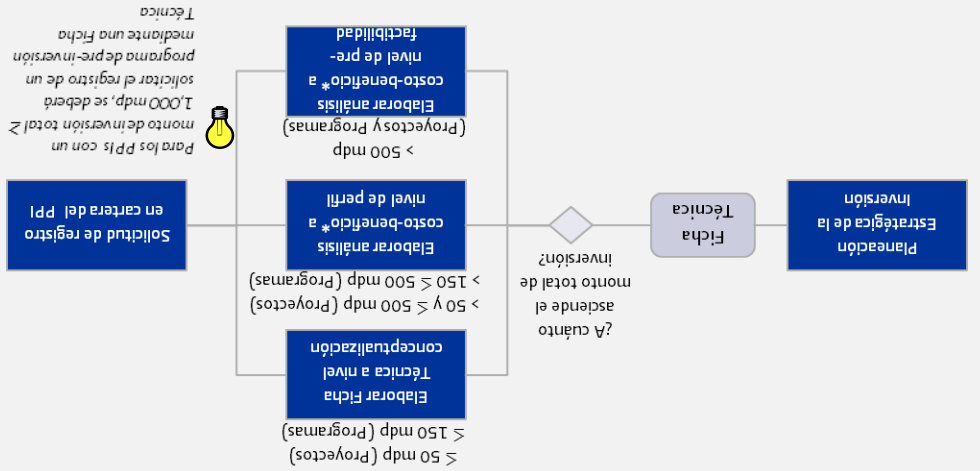 ≤ 50 mdp (Proyectos)
≤ 150 mdp (Programas)
Elaborar Ficha
Técnica a nivel
conceptualización
Planeación
Estratégica de la
Inversión
Ficha
Técnica
¿A cuánto
asciende el
monto total de
inversión?
> 50 y ≤ 500 mdp (Proyectos)
> 150 ≤ 500 mdp (Programas)
Elaborar análisis
costo-beneficio* a
nivel de perfil
Solicitud de registro
en cartera del PPI
> 500 mdp
(Proyectos y Programas)
Elaborar análisis
costo-beneficio* a
nivel de pre-
factibilidad
Para los PPIs con un
monto de inversión total ≥
1,000 mdp, se deberá
solicitar el registro de un
programa de pre-inversión
mediante una Ficha
Técnica